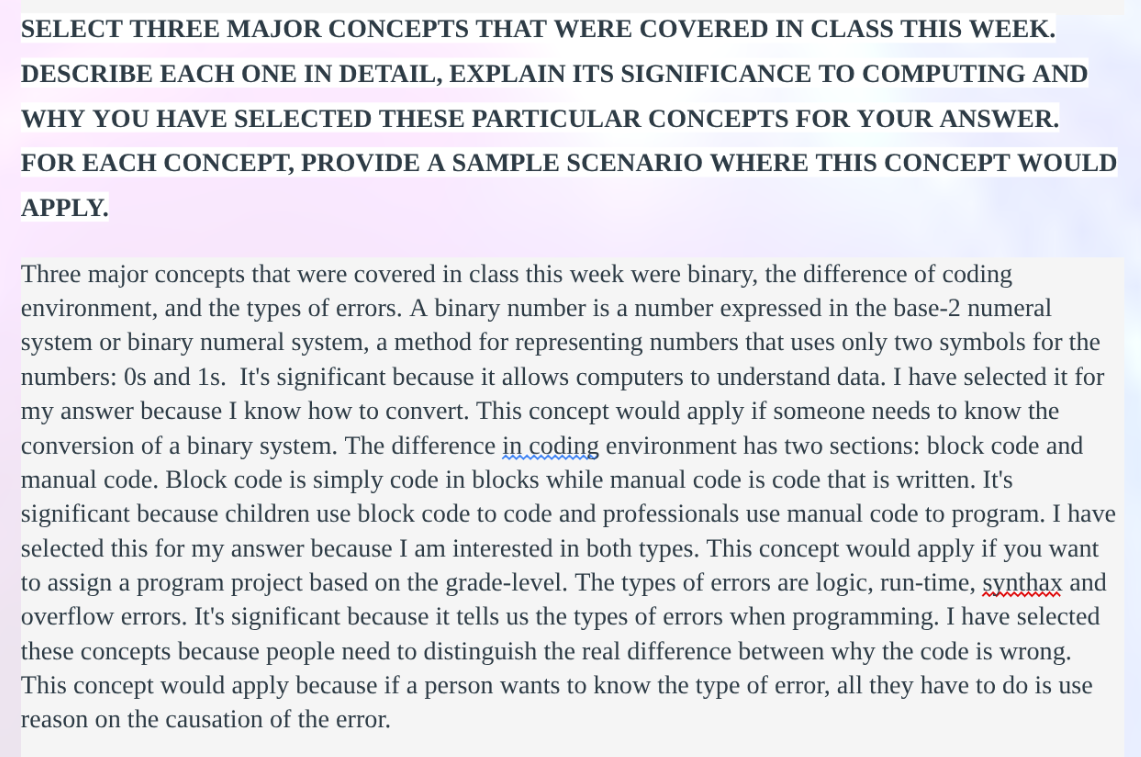 SELECT THREE MAJOR CONCEPTS THAT WERE COVERED IN CLASS THIS WEEK.
DESCRIBE EACH ONE IN DETAIL, EXPLAIN ITS SIGNIFICANCE TO COMPUTING AND
WHY YOU HAVE SELECTED THESE PARTICULAR CONCEPTS FOR YOUR ANSWER.
FOR EACH CONCEPT, PROVIDE A SAMPLE SCENARIO WHERE THIS CONCEPT WOULD
APPLY.
Three major concepts that were covered in class this week were binary, the difference of coding
environment, and the types of errors. A binary number is a number expressed in the base-2 numeral
system or binary numeral system, a method for representing numbers that uses only two symbols for the
numbers: 0s and 1s.  It's significant because it allows computers to understand data. I have selected it for
my answer because I know how to convert. This concept would apply if someone needs to know the
conversion of a binary system. The difference in coding environment has two sections: block code and
manual code. Block code is simply code in blocks while manual code is code that is written. It's
significant because children use block code to code and professionals use manual code to program. I have
selected this for my answer because I am interested in both types. This concept would apply if you want
to assign a program project based on the grade-level. The types of errors are logic, run-time, synthax and
overflow errors. It's significant because it tells us the types of errors when programming. I have selected
these concepts because people need to distinguish the real difference between why the code is wrong.
This concept would apply because if a person wants to know the type of error, all they have to do is use
reason on the causation of the error.